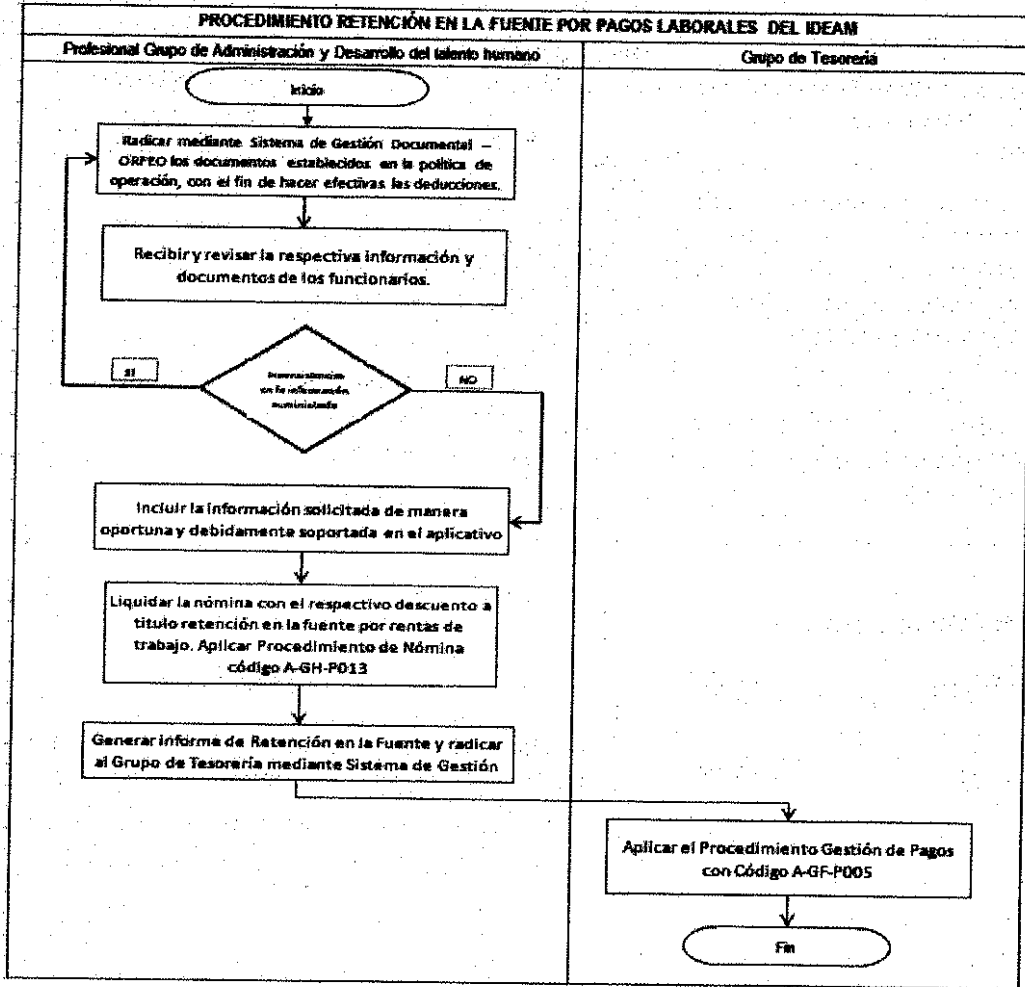 PROCEDIMIENTO RETENCIÓN EN LA FUENTE POR PAGOS LABORALES DEL IDEAM
Profesional Grupo de Administración y Desarrollo del talento humano
Grupo de Tesorería
Inicio
Radicar mediante Sistema de Gestión Documental –
ORFEO los documentos establecidos en la política de
operación, con el fin de hacer efectivas las deducciones.
Recibir y revisar la respectiva información y
documentos de los funcionarios.
SI
NO
Inconsistencias
en la información
suministrada
Incluir la información solicitada de manera
oportuna y debidamente soportada en el aplicativo
Liquidar la nómina con el respectivo descuento a
titulo retención en la fuente por rentas de
trabajo. Aplicar Procedimiento de Nómina
código A-GH-P013
Generar informe de Retención en la Fuente y radicar
al Grupo de Tesorería mediante Sistema de Gestión
Aplicar el Procedimiento Gestión de Pagos
con Código A-GF-P005
Fin